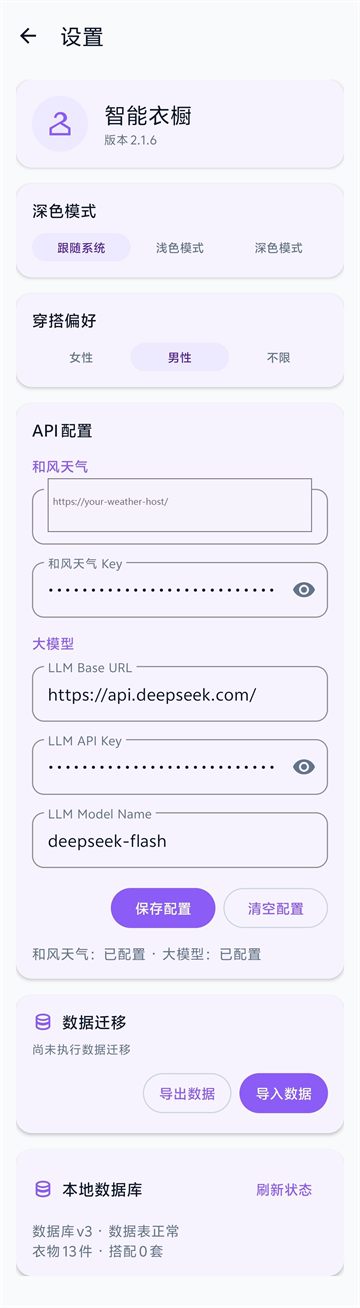 设置
智能衣橱
版本 2.1.6
深色模式
跟随系统 浅色模式 深色模式
穿搭偏好
女性 男性 不限
API 配置
和风天气
https://your-weather-host/
和风天气 Key
••••••••••••••••••••••••••••
大模型
LLM Base URL
https://api.deepseek.com/
LLM API Key
••••••••••••••••••••••••••••
LLM Model Name
deepseek-flash
保存配置 清空配置
和风天气：已配置 · 大模型：已配置
数据迁移
尚未执行数据迁移
导出数据 导入数据
本地数据库 刷新状态
数据库 v3 · 数据表正常
衣物 13 件 · 搭配 0 套